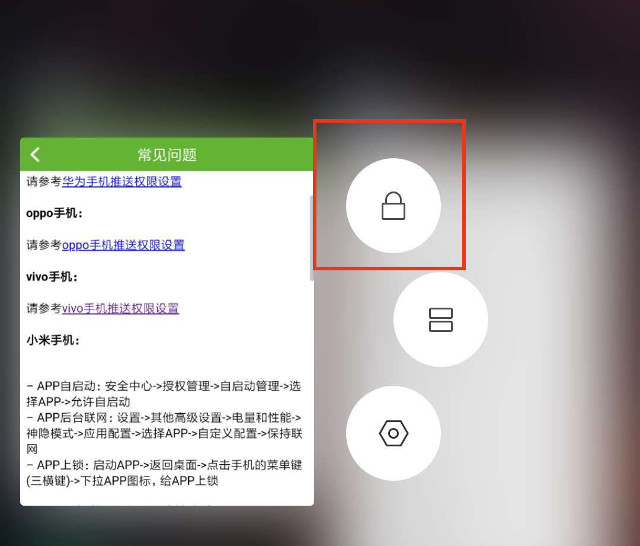 常见问题
请参考华为手机推送权限设置
oppo手机：
请参考oppo手机推送权限设置
vivo手机：
请参考vivo手机推送权限设置
小米手机：
- APP自启动：安全中心->授权管理->自启动管理->选
择APP->允许自启动
- APP后台联网：设置->其他高级设置->电量和性能->
神隐模式->应用配置->选择APP->自定义配置->保持联
网
- APP上锁：启动APP->返回桌面->点击手机的菜单键
(三横键)->下拉APP图标，给APP上锁